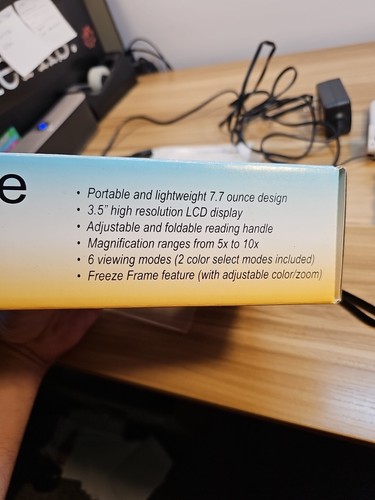 e
• Portable and lightweight 7.7 ounce design
• 3.5" high resolution LCD display
• Adjustable and foldable reading handle
• Magnification ranges from 5x to 10x
• 6 viewing modes (2 color select modes included)
• Freeze Frame feature (with adjustable color/zoom)